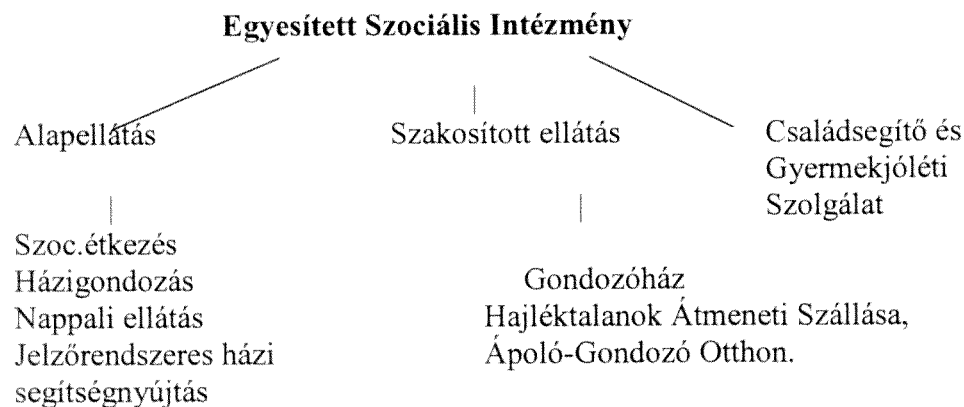 Egyesített Szociális Intézmény
Alapellátás
Szakosított ellátás
Családsegítő és
Gyermekjóléti
Szolgálat
Szoc.étkezés
Házigondozás
Nappali ellátás
Jelzőrendszeres házi
segítségnyújtás
Gondozóház
Hajléktalanok Átmeneti Szállása,
Ápoló-Gondozó Otthon.